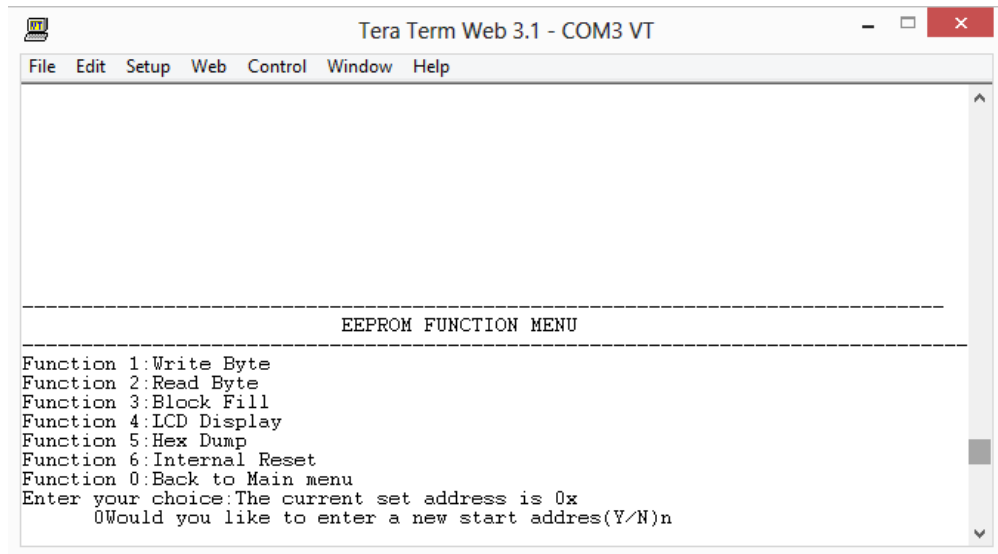 Tera Term Web 3.1 - COM3 VT
File Edit Setup Web Control Window Help
EEPROM FUNCTION MENU
Function 1:Write Byte
Function 2:Read Byte
Function 3:Block Fill
Function 4:LCD Display
Function 5:Hex Dump
Function 6:Internal Reset
Function 0:Back to Main menu
Enter your choice:The current set address is 0x
0Would you like to enter a new start addres(Y/N)n